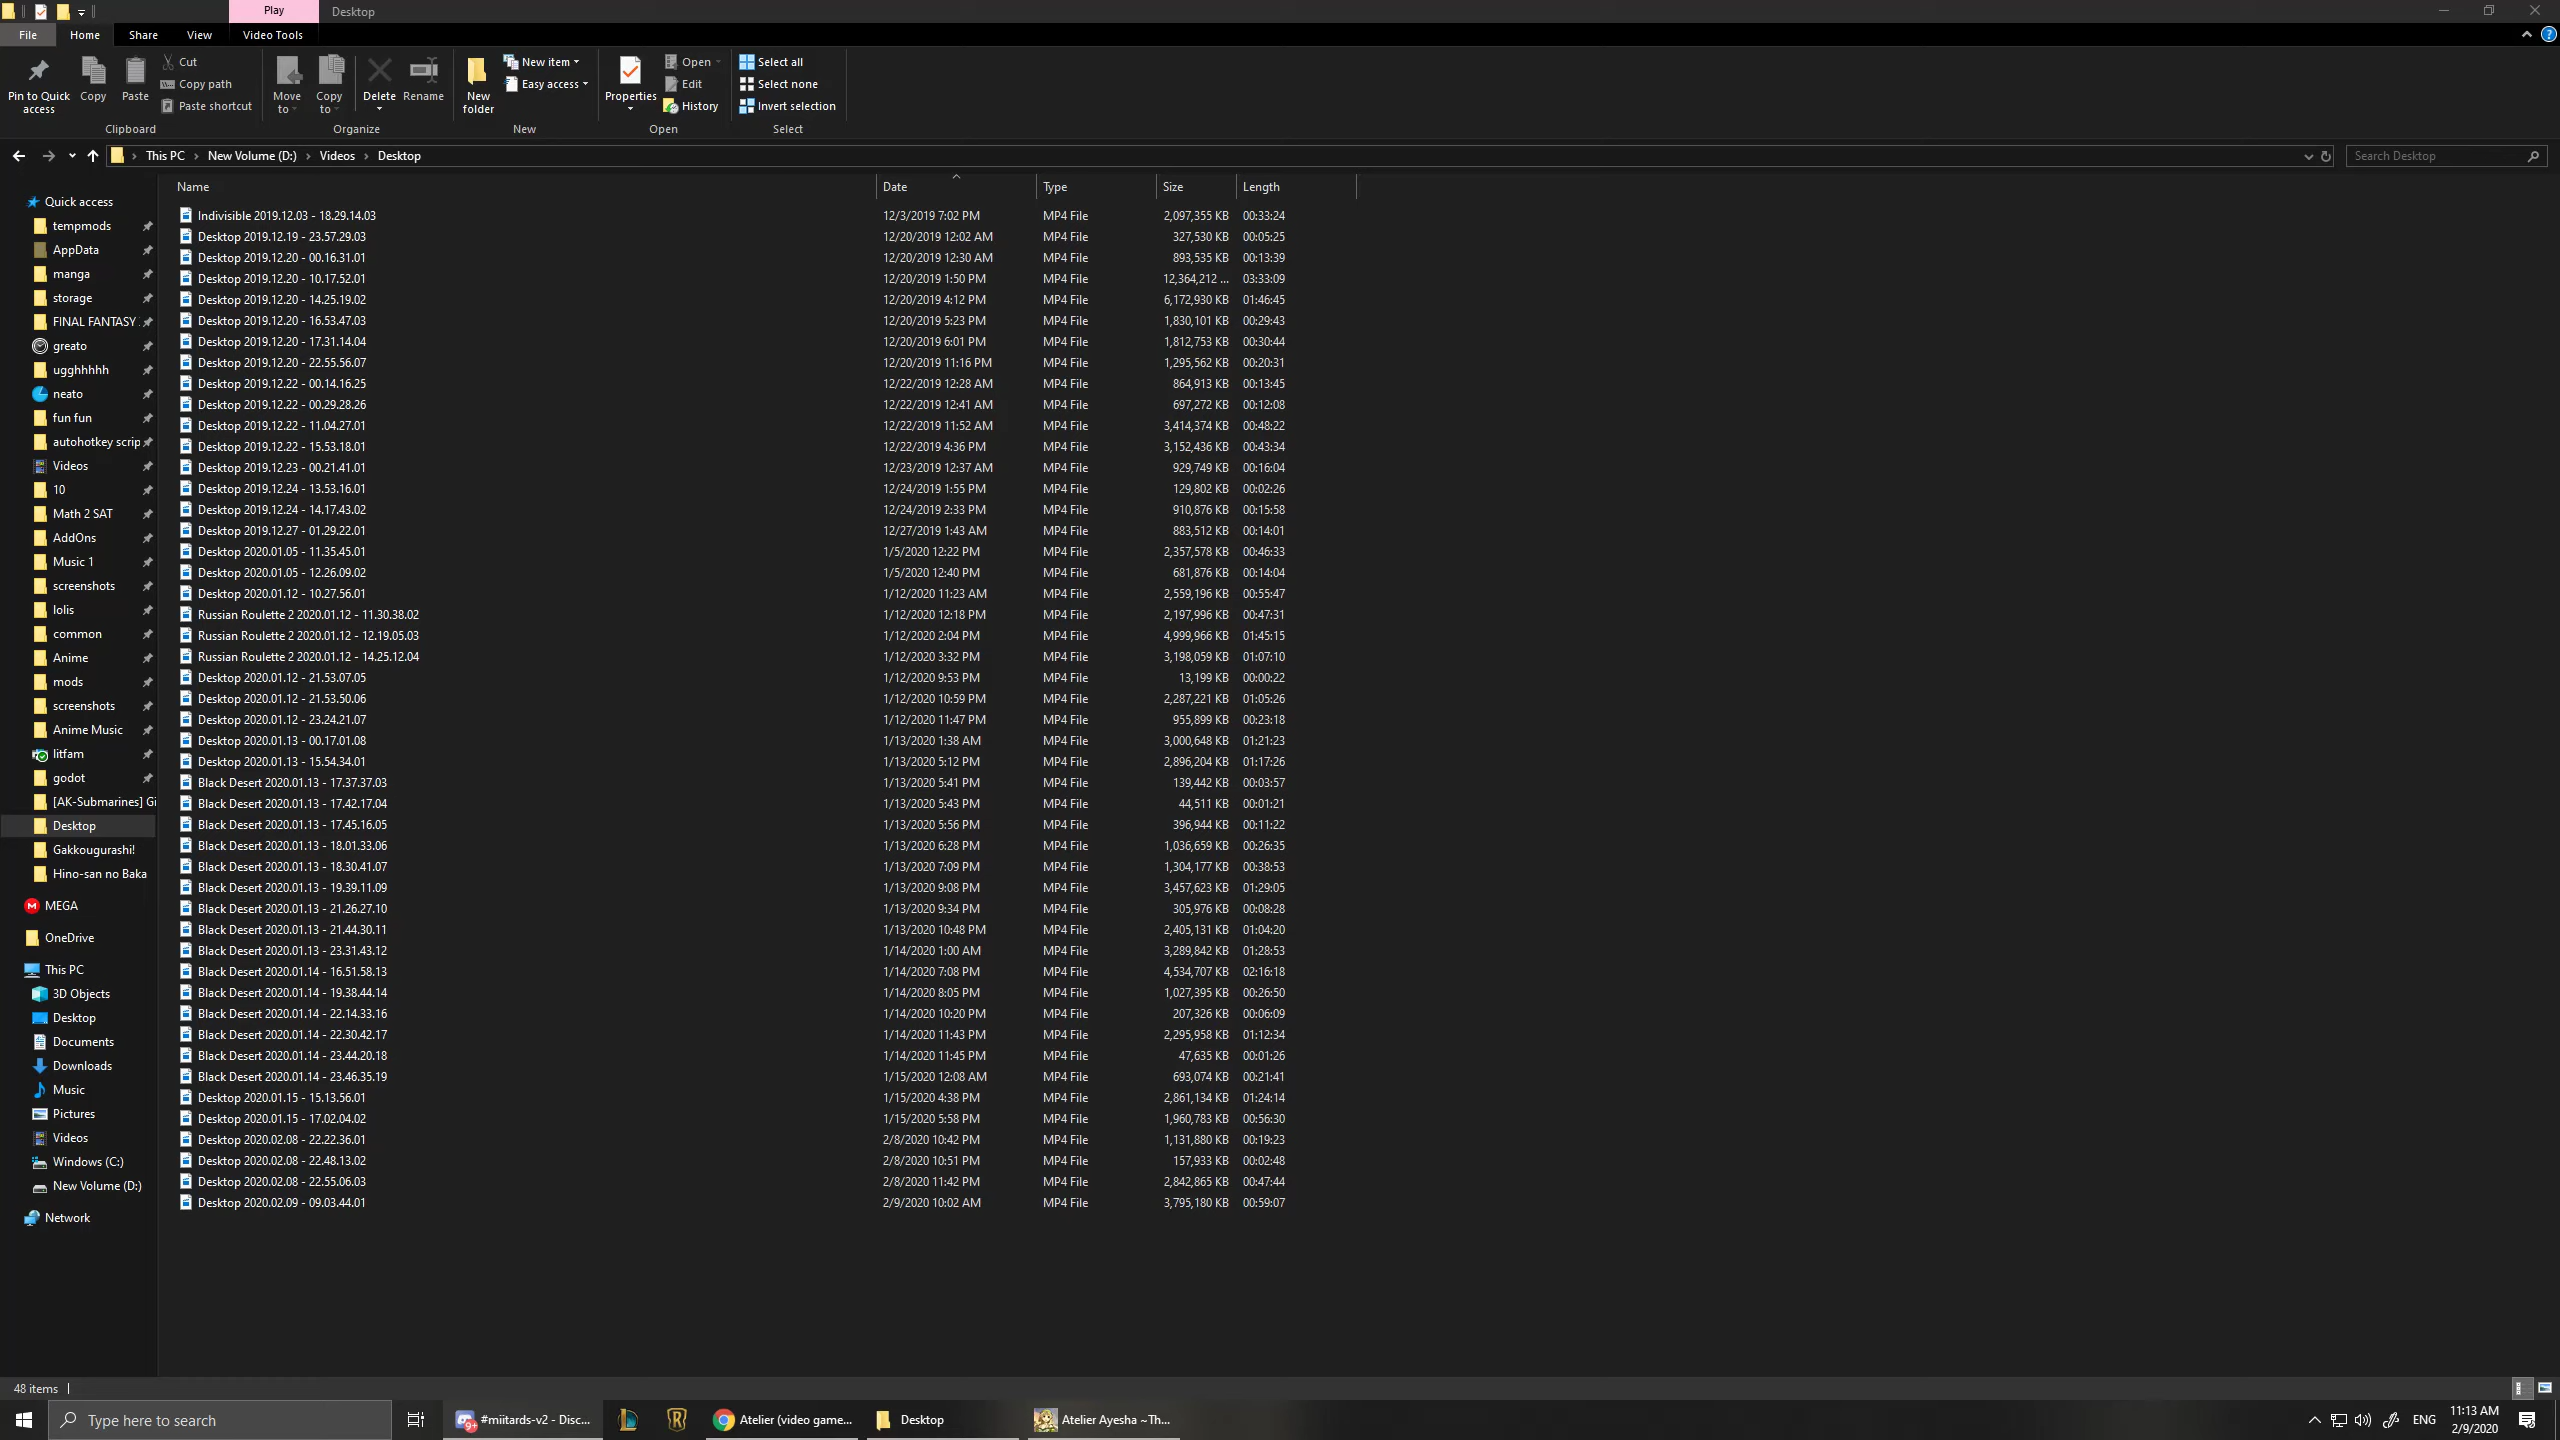 Play
Desktop
File
Home
Share
View
Video Tools
Pin to Quick access
Copy
Paste
Cut
Copy path
Paste shortcut
Clipboard
Move to
Copy to
Delete
Rename
Organize
New folder
New item
Easy access
New
Properties
Open
Edit
History
Open
Select all
Select none
Invert selection
Select
This PC
New Volume (D:)
Videos
Desktop
Search Desktop
Quick access
tempmods
AppData
manga
storage
FINAL FANTASY
greato
ugghhhhh
neato
fun fun
autohotkey scrip
Videos
10
Math 2 SAT
AddOns
Music 1
screenshots
lolis
common
Anime
mods
screenshots
Anime Music
litfam
godot
[AK-Submarines] Gi
Desktop
Gakkougurashi!
Hino-san no Baka
MEGA
OneDrive
This PC
3D Objects
Desktop
Documents
Downloads
Music
Pictures
Videos
Windows (C:)
New Volume (D:)
Network
Name Date Type Size Length
Indivisible 2019.12.03 - 18.29.14.03 12/3/2019 7:02 PM MP4 File 2,097,355 KB 00:33:24
Desktop 2019.12.19 - 23.57.29.03 12/20/2019 12:02 AM MP4 File 327,530 KB 00:05:25
Desktop 2019.12.20 - 00.16.31.01 12/20/2019 12:30 AM MP4 File 893,535 KB 00:13:39
Desktop 2019.12.20 - 10.17.52.01 12/20/2019 1:50 PM MP4 File 12,364,212 ... 03:33:09
Desktop 2019.12.20 - 14.25.19.02 12/20/2019 4:12 PM MP4 File 6,172,930 KB 01:46:45
Desktop 2019.12.20 - 16.53.47.03 12/20/2019 5:23 PM MP4 File 1,830,101 KB 00:29:43
Desktop 2019.12.20 - 17.31.14.04 12/20/2019 6:01 PM MP4 File 1,812,753 KB 00:30:44
Desktop 2019.12.20 - 22.55.56.07 12/20/2019 11:16 PM MP4 File 1,295,562 KB 00:20:31
Desktop 2019.12.22 - 00.14.16.25 12/22/2019 12:28 AM MP4 File 864,913 KB 00:13:45
Desktop 2019.12.22 - 00.29.28.26 12/22/2019 12:41 AM MP4 File 697,272 KB 00:12:08
Desktop 2019.12.22 - 11.04.27.01 12/22/2019 11:52 AM MP4 File 3,414,374 KB 00:48:22
Desktop 2019.12.22 - 15.53.18.01 12/22/2019 4:36 PM MP4 File 3,152,436 KB 00:43:34
Desktop 2019.12.23 - 00.21.41.01 12/23/2019 12:37 AM MP4 File 929,749 KB 00:16:04
Desktop 2019.12.24 - 13.53.16.01 12/24/2019 1:55 PM MP4 File 129,802 KB 00:02:26
Desktop 2019.12.24 - 14.17.43.02 12/24/2019 2:33 PM MP4 File 910,876 KB 00:15:58
Desktop 2019.12.27 - 01.29.22.01 12/27/2019 1:43 AM MP4 File 883,512 KB 00:14:01
Desktop 2020.01.05 - 11.35.45.01 1/5/2020 12:22 PM MP4 File 2,357,578 KB 00:46:33
Desktop 2020.01.05 - 12.26.09.02 1/5/2020 12:40 PM MP4 File 681,876 KB 00:14:04
Desktop 2020.01.12 - 10.27.56.01 1/12/2020 11:23 AM MP4 File 2,559,196 KB 00:55:47
Russian Roulette 2 2020.01.12 - 11.30.38.02 1/12/2020 12:18 PM MP4 File 2,197,996 KB 00:47:31
Russian Roulette 2 2020.01.12 - 12.19.05.03 1/12/2020 2:04 PM MP4 File 4,999,966 KB 01:45:15
Russian Roulette 2 2020.01.12 - 14.25.12.04 1/12/2020 3:32 PM MP4 File 3,198,059 KB 01:07:10
Desktop 2020.01.12 - 21.53.07.05 1/12/2020 9:53 PM MP4 File 13,199 KB 00:00:22
Desktop 2020.01.12 - 21.53.50.06 1/12/2020 10:59 PM MP4 File 2,287,221 KB 01:05:26
Desktop 2020.01.12 - 23.24.21.07 1/12/2020 11:47 PM MP4 File 955,899 KB 00:23:18
Desktop 2020.01.13 - 00.17.01.08 1/13/2020 1:38 AM MP4 File 3,000,648 KB 01:21:23
Desktop 2020.01.13 - 15.54.34.01 1/13/2020 5:12 PM MP4 File 2,896,204 KB 01:17:26
Black Desert 2020.01.13 - 17.37.37.03 1/13/2020 5:41 PM MP4 File 139,442 KB 00:03:57
Black Desert 2020.01.13 - 17.42.17.04 1/13/2020 5:43 PM MP4 File 44,511 KB 00:01:21
Black Desert 2020.01.13 - 17.45.16.05 1/13/2020 5:56 PM MP4 File 396,944 KB 00:11:22
Black Desert 2020.01.13 - 18.01.33.06 1/13/2020 6:28 PM MP4 File 1,036,659 KB 00:26:35
Black Desert 2020.01.13 - 18.30.41.07 1/13/2020 7:09 PM MP4 File 1,304,177 KB 00:38:53
Black Desert 2020.01.13 - 19.39.11.09 1/13/2020 9:08 PM MP4 File 3,457,623 KB 01:29:05
Black Desert 2020.01.13 - 21.26.27.10 1/13/2020 9:34 PM MP4 File 305,976 KB 00:08:28
Black Desert 2020.01.13 - 21.44.30.11 1/13/2020 10:48 PM MP4 File 2,405,131 KB 01:04:20
Black Desert 2020.01.13 - 23.31.43.12 1/14/2020 1:00 AM MP4 File 3,289,842 KB 01:28:53
Black Desert 2020.01.14 - 16.51.58.13 1/14/2020 7:08 PM MP4 File 4,534,707 KB 02:16:18
Black Desert 2020.01.14 - 19.38.44.14 1/14/2020 8:05 PM MP4 File 1,027,395 KB 00:26:50
Black Desert 2020.01.14 - 22.14.33.16 1/14/2020 10:20 PM MP4 File 207,326 KB 00:06:09
Black Desert 2020.01.14 - 22.30.42.17 1/14/2020 11:43 PM MP4 File 2,295,958 KB 01:12:34
Black Desert 2020.01.14 - 23.44.20.18 1/14/2020 11:45 PM MP4 File 47,635 KB 00:01:26
Black Desert 2020.01.14 - 23.46.35.19 1/15/2020 12:08 AM MP4 File 693,074 KB 00:21:41
Desktop 2020.01.15 - 15.13.56.01 1/15/2020 4:38 PM MP4 File 2,861,134 KB 01:24:14
Desktop 2020.01.15 - 17.02.04.02 1/15/2020 5:58 PM MP4 File 1,960,783 KB 00:56:30
Desktop 2020.02.08 - 22.22.36.01 2/8/2020 10:42 PM MP4 File 1,131,880 KB 00:19:23
Desktop 2020.02.08 - 22.48.13.02 2/8/2020 10:51 PM MP4 File 157,933 KB 00:02:48
Desktop 2020.02.08 - 22.55.06.03 2/8/2020 11:42 PM MP4 File 2,842,865 KB 00:47:44
Desktop 2020.02.09 - 09.03.44.01 2/9/2020 10:02 AM MP4 File 3,795,180 KB 00:59:07
48 items
Type here to search
9+
#miitards-v2 - Disc...
Atelier (video game...
Desktop
Atelier Ayesha ~Th...
ENG
11:13 AM
2/9/2020